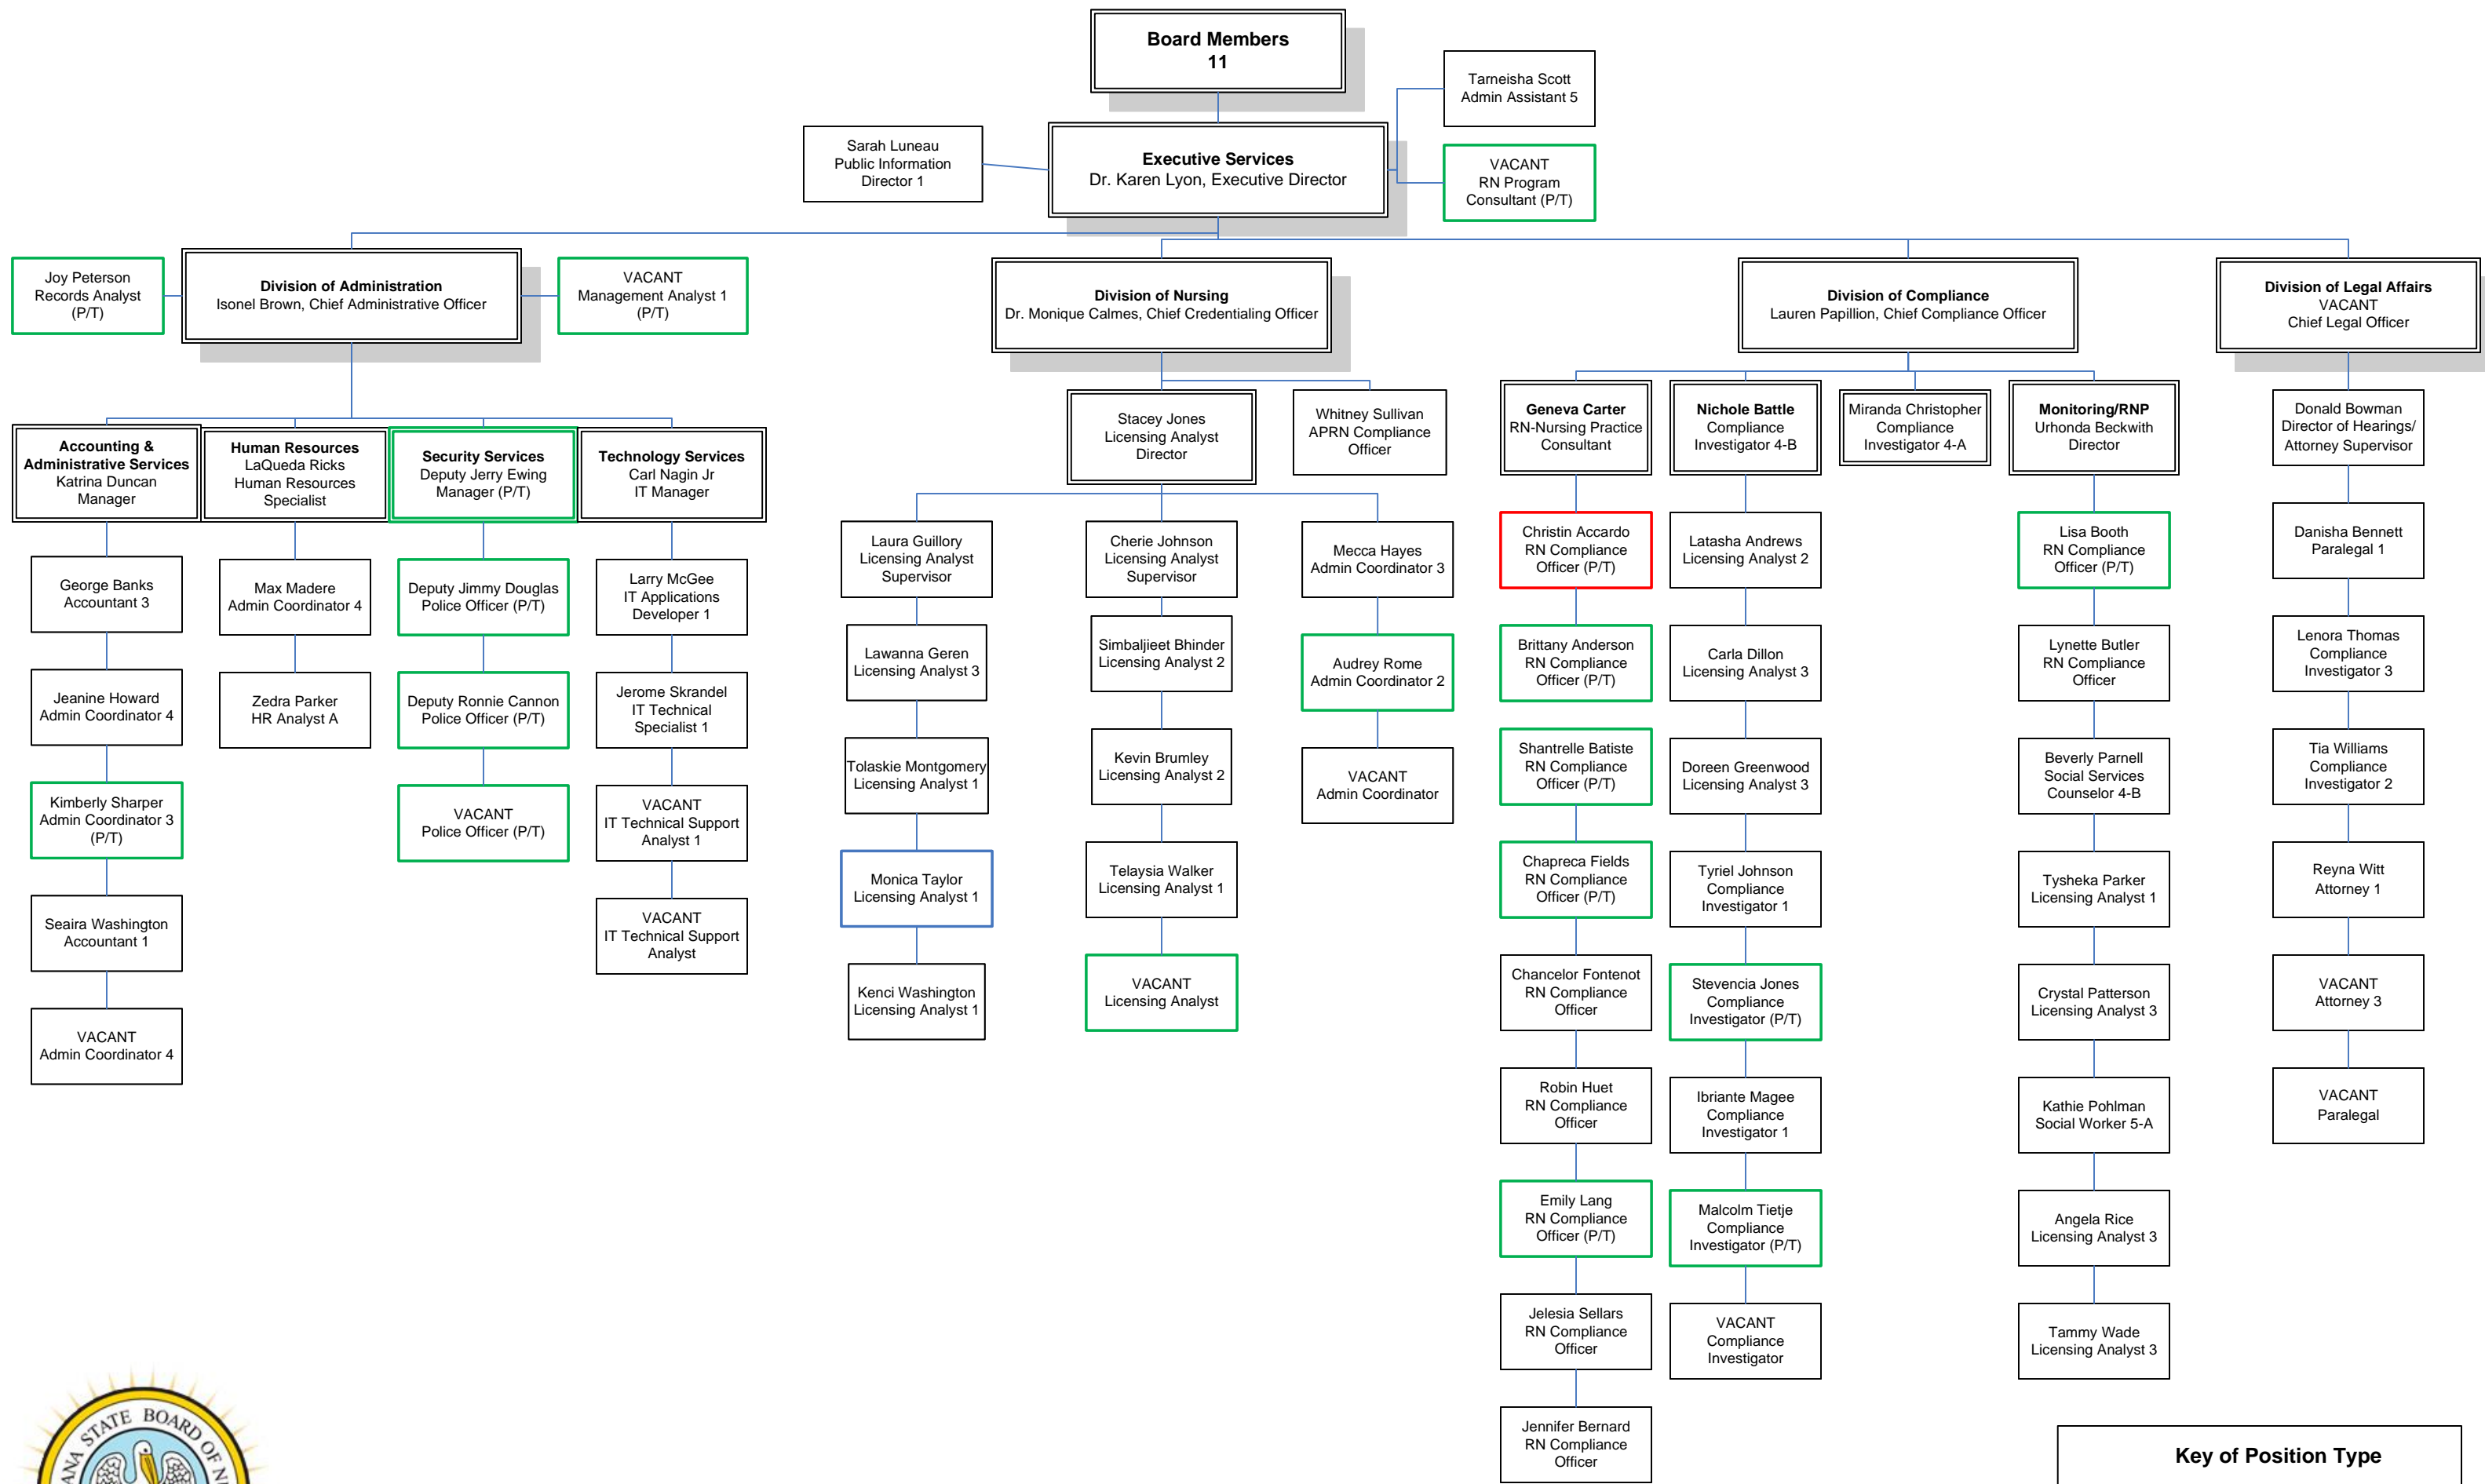 Board Members
11
Tarneisha Scott
Admin Assistant 5
Sarah Luneau
Public Information
Director 1
Executive Services
Dr. Karen Lyon, Executive Director
VACANT
RN Program
Consultant (P/T)
Joy Peterson
Records Analyst
(P/T)
Division of Administration
Isonel Brown, Chief Administrative Officer
VACANT
Management Analyst 1
(P/T)
Division of Nursing
Dr. Monique Calmes, Chief Credentialing Officer
Division of Compliance
Lauren Papillion, Chief Compliance Officer
Division of Legal Affairs
VACANT
Chief Legal Officer
Accounting &
Administrative Services
Katrina Duncan
Manager
George Banks
Accountant 3
Jeanine Howard
Admin Coordinator 4
Kimberly Sharper
Admin Coordinator 3
(P/T)
Seaira Washington
Accountant 1
VACANT
Admin Coordinator 4
Human Resources
LaQueda Ricks
Human Resources
Specialist
Max Madere
Admin Coordinator 4
Zedra Parker
HR Analyst A
Security Services
Deputy Jerry Ewing
Manager (P/T)
Deputy Jimmy Douglas
Police Officer (P/T)
Deputy Ronnie Cannon
Police Officer (P/T)
VACANT
Police Officer (P/T)
Technology Services
Carl Nagin Jr
IT Manager
Larry McGee
IT Applications
Developer 1
Jerome Skrandel
IT Technical
Specialist 1
VACANT
IT Technical Support
Analyst 1
VACANT
IT Technical Support
Analyst
Stacey Jones
Licensing Analyst
Director
Whitney Sullivan
APRN Compliance
Officer
Laura Guillory
Licensing Analyst
Supervisor
Lawanna Geren
Licensing Analyst 3
Tolaskie Montgomery
Licensing Analyst 1
Monica Taylor
Licensing Analyst 1
Kenci Washington
Licensing Analyst 1
Cherie Johnson
Licensing Analyst
Supervisor
Simbaljieet Bhinder
Licensing Analyst 2
Kevin Brumley
Licensing Analyst 2
Telaysia Walker
Licensing Analyst 1
VACANT
Licensing Analyst
Mecca Hayes
Admin Coordinator 3
Audrey Rome
Admin Coordinator 2
VACANT
Admin Coordinator
Geneva Carter
RN-Nursing Practice
Consultant
Christin Accardo
RN Compliance
Officer (P/T)
Brittany Anderson
RN Compliance
Officer (P/T)
Shantrelle Batiste
RN Compliance
Officer (P/T)
Chapreca Fields
RN Compliance
Officer (P/T)
Chancelor Fontenot
RN Compliance
Officer
Robin Huet
RN Compliance
Officer
Emily Lang
RN Compliance
Officer (P/T)
Jelesia Sellars
RN Compliance
Officer
Jennifer Bernard
RN Compliance
Officer
Nichole Battle
Compliance
Investigator 4-B
Latasha Andrews
Licensing Analyst 2
Carla Dillon
Licensing Analyst 3
Doreen Greenwood
Licensing Analyst 3
Tyriel Johnson
Compliance
Investigator 1
Stevencia Jones
Compliance
Investigator (P/T)
Ibriante Magee
Compliance
Investigator 1
Malcolm Tietje
Compliance
Investigator (P/T)
VACANT
Compliance
Investigator
Miranda Christopher
Compliance
Investigator 4-A
Monitoring/RNP
Urhonda Beckwith
Director
Lisa Booth
RN Compliance
Officer (P/T)
Lynette Butler
RN Compliance
Officer
Beverly Parnell
Social Services
Counselor 4-B
Tysheka Parker
Licensing Analyst 1
Crystal Patterson
Licensing Analyst 3
Kathie Pohlman
Social Worker 5-A
Angela Rice
Licensing Analyst 3
Tammy Wade
Licensing Analyst 3
Donald Bowman
Director of Hearings/
Attorney Supervisor
Danisha Bennett
Paralegal 1
Lenora Thomas
Compliance
Investigator 3
Tia Williams
Compliance
Investigator 2
Reyna Witt
Attorney 1
VACANT
Attorney 3
VACANT
Paralegal
STATE BOARD OF
Key of Position Type